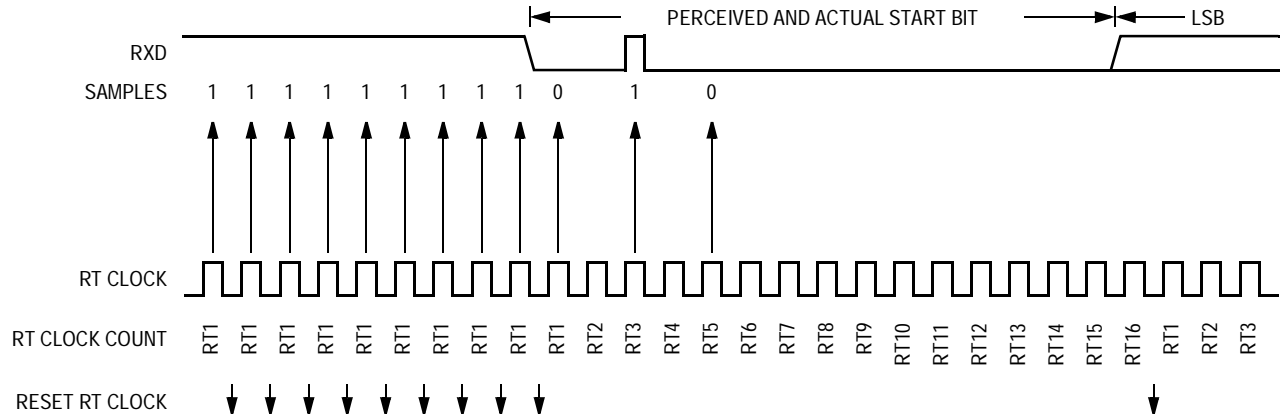 PERCEIVED AND ACTUAL START BIT LSB
RXD
SAMPLES 1 1 1 1 1 1 1 1 1 0 1 0
RT CLOCK
RT CLOCK COUNT RT1 RT1 RT1 RT1 RT1 RT1 RT1 RT1 RT1 RT1 RT2 RT3 RT4 RT5 RT6 RT7 RT8 RT9 RT10 RT11 RT12 RT13 RT14 RT15 RT16 RT1 RT2 RT3
RESET RT CLOCK